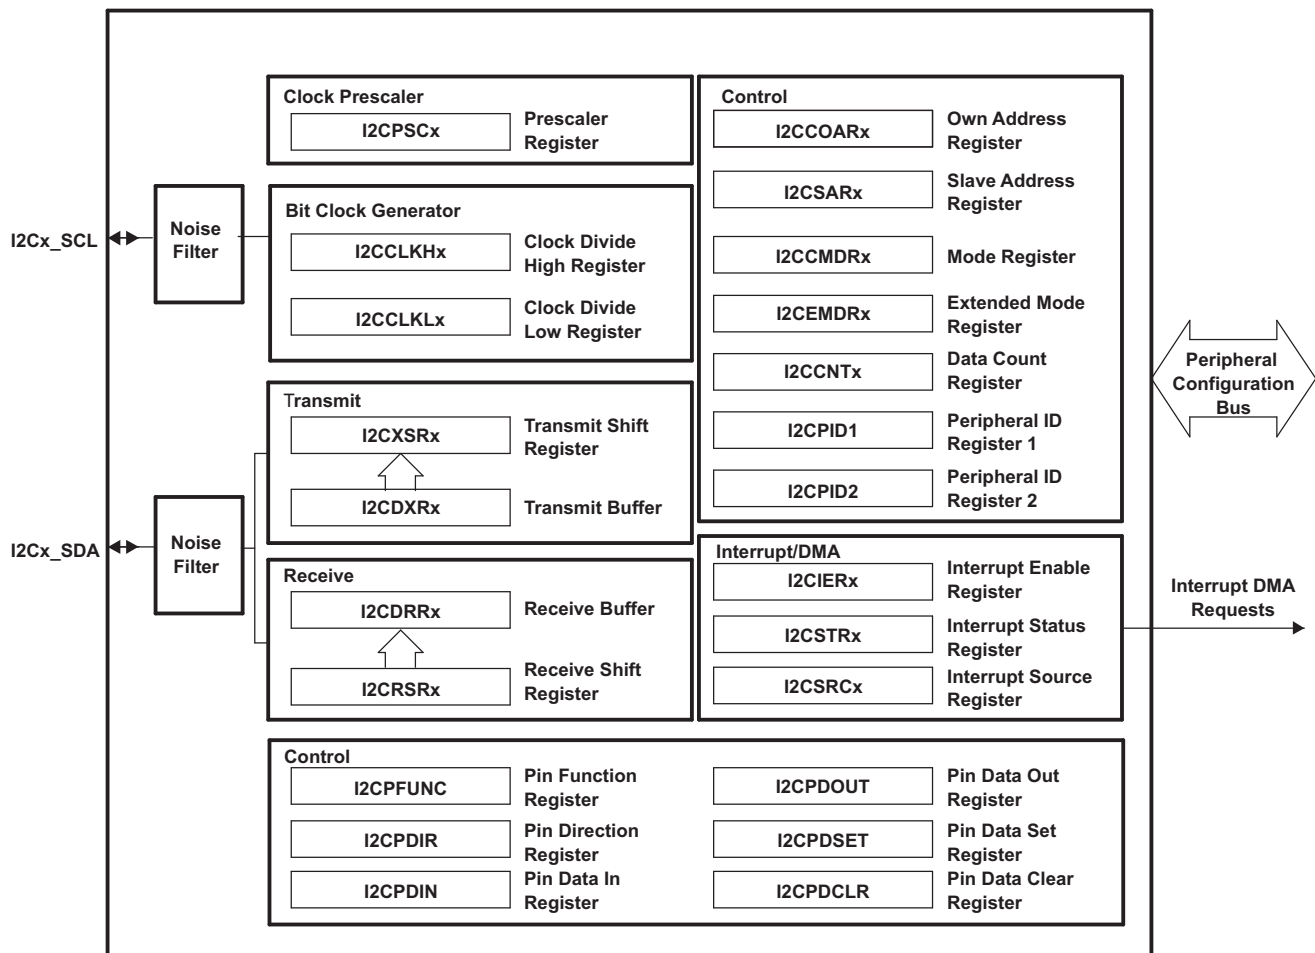 Clock Prescaler
I2CPSCx
Prescaler
Register
I2Cx_SCL
Noise
Filter
Bit Clock Generator
I2CCLKHx
Clock Divide
High Register
I2CCLKLx
Clock Divide
Low Register
Transmit
I2CXSRx
Transmit Shift
Register
I2CDXRx
Transmit Buffer
I2Cx_SDA
Noise
Filter
Receive
I2CDRRx
Receive Buffer
I2CRSRx
Receive Shift
Register
Control
I2CCOARx
Own Address
Register
I2CSARx
Slave Address
Register
I2CCMDRx
Mode Register
I2CEMDRx
Extended Mode
Register
I2CCNTx
Data Count
Register
I2CPID1
Peripheral ID
Register 1
I2CPID2
Peripheral ID
Register 2
Peripheral
Configuration
Bus
Interrupt/DMA
I2CIERx
Interrupt Enable
Register
I2CSTRx
Interrupt Status
Register
I2CSRCx
Interrupt Source
Register
Interrupt DMA
Requests
Control
I2CPFUNC
Pin Function
Register
I2CPDIR
Pin Direction
Register
I2CPDIN
Pin Data In
Register
I2CPDOUT
Pin Data Out
Register
I2CPDSET
Pin Data Set
Register
I2CPDCLR
Pin Data Clear
Register